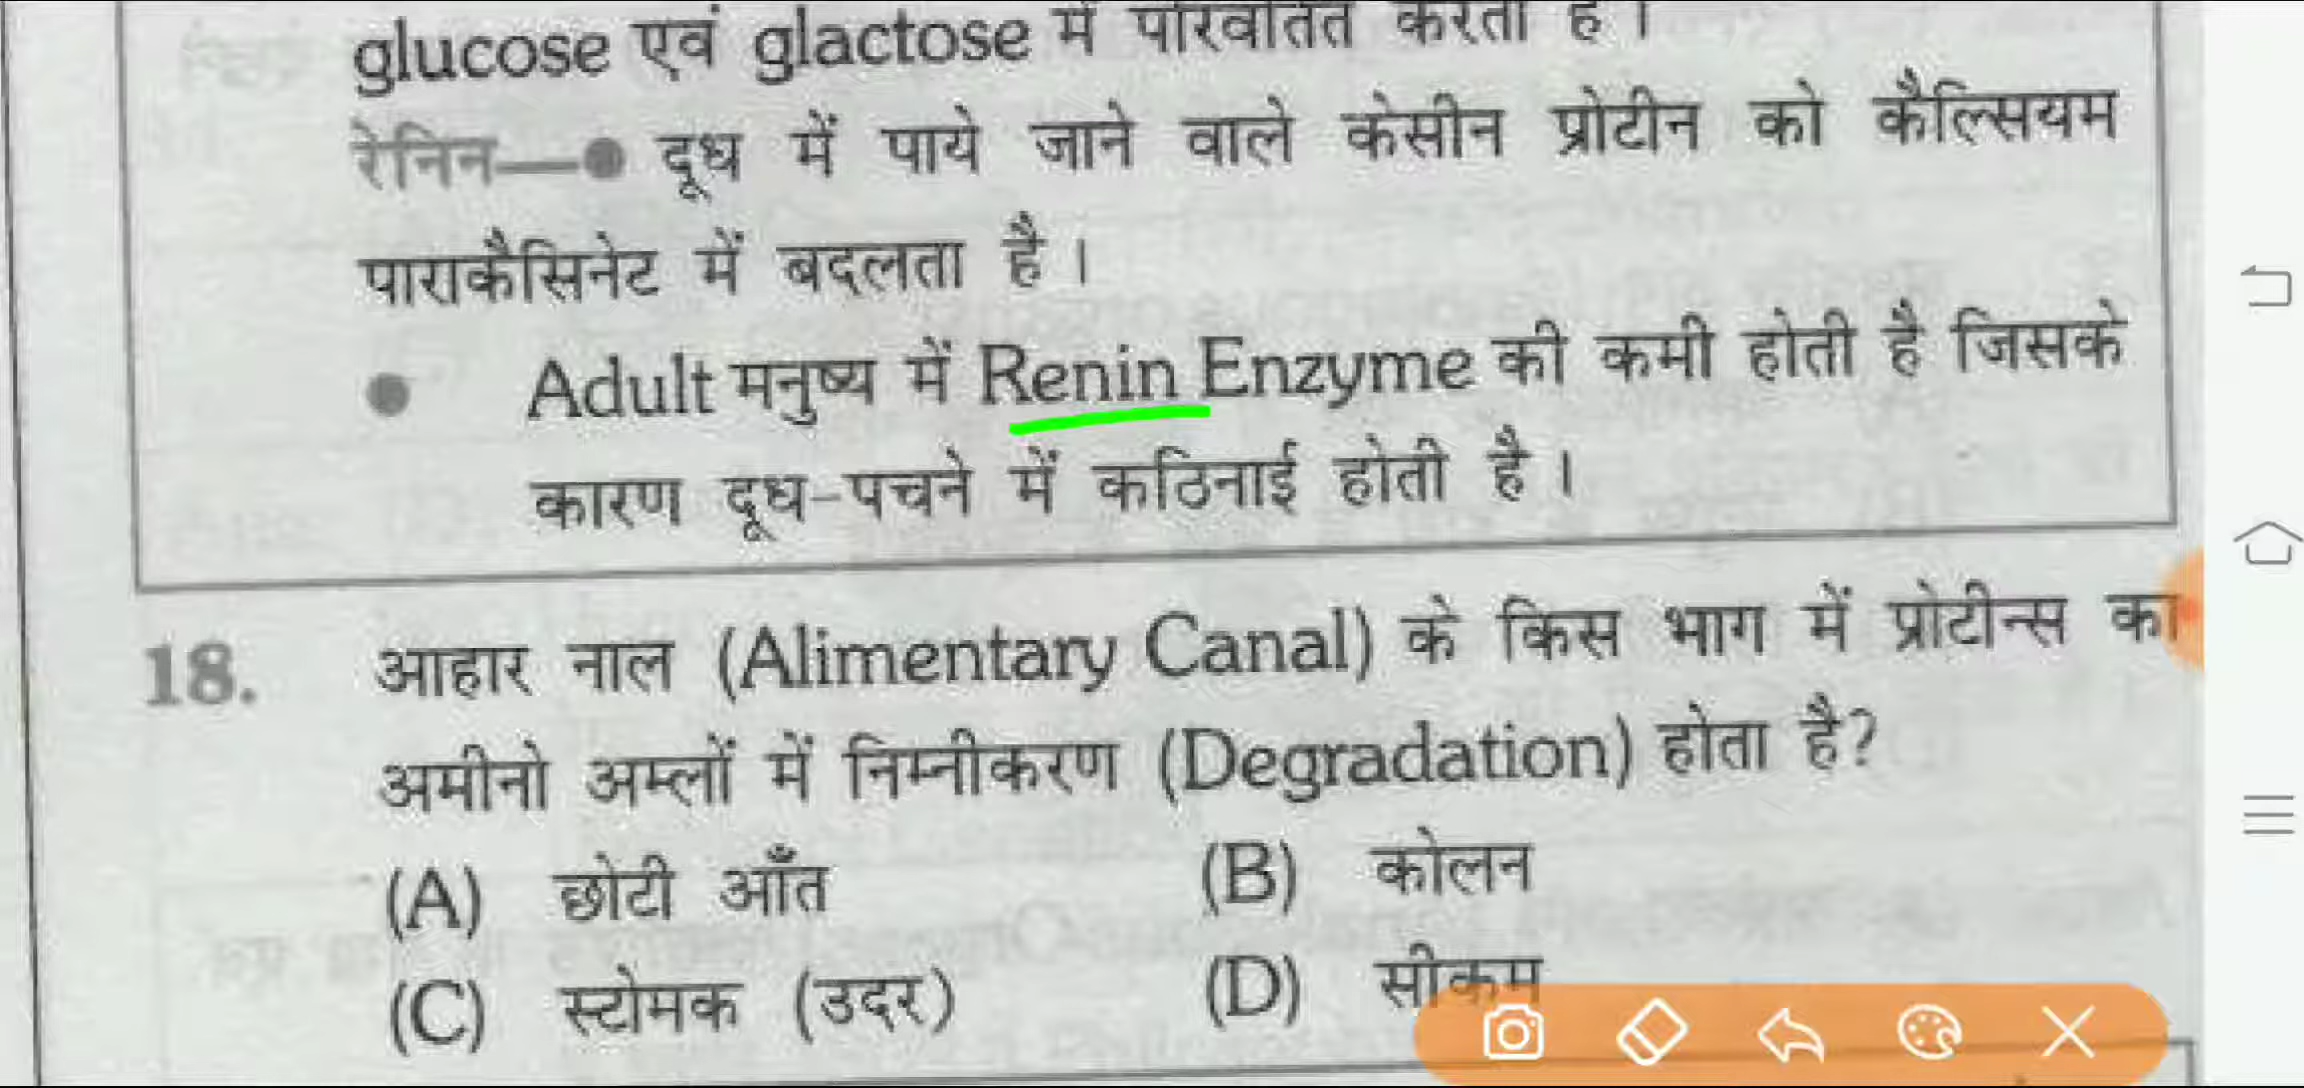 glucose एवं glactose में परिवर्तित करता है।
रेनिन—● दूध में पाये जाने वाले केसीन प्रोटीन को कैल्सियम
पाराकैसिनेट में बदलता है।
● Adult मनुष्य में Renin Enzyme की कमी होती है जिसके
कारण दूध-पचने में कठिनाई होती है।
18. आहार नाल (Alimentary Canal) के किस भाग में प्रोटीन्स का
अमीनो अम्लों में निम्नीकरण (Degradation) होता है?
(A) छोटी आँत (B) कोलन
(C) स्टोमक (उदर) (D) सीकम